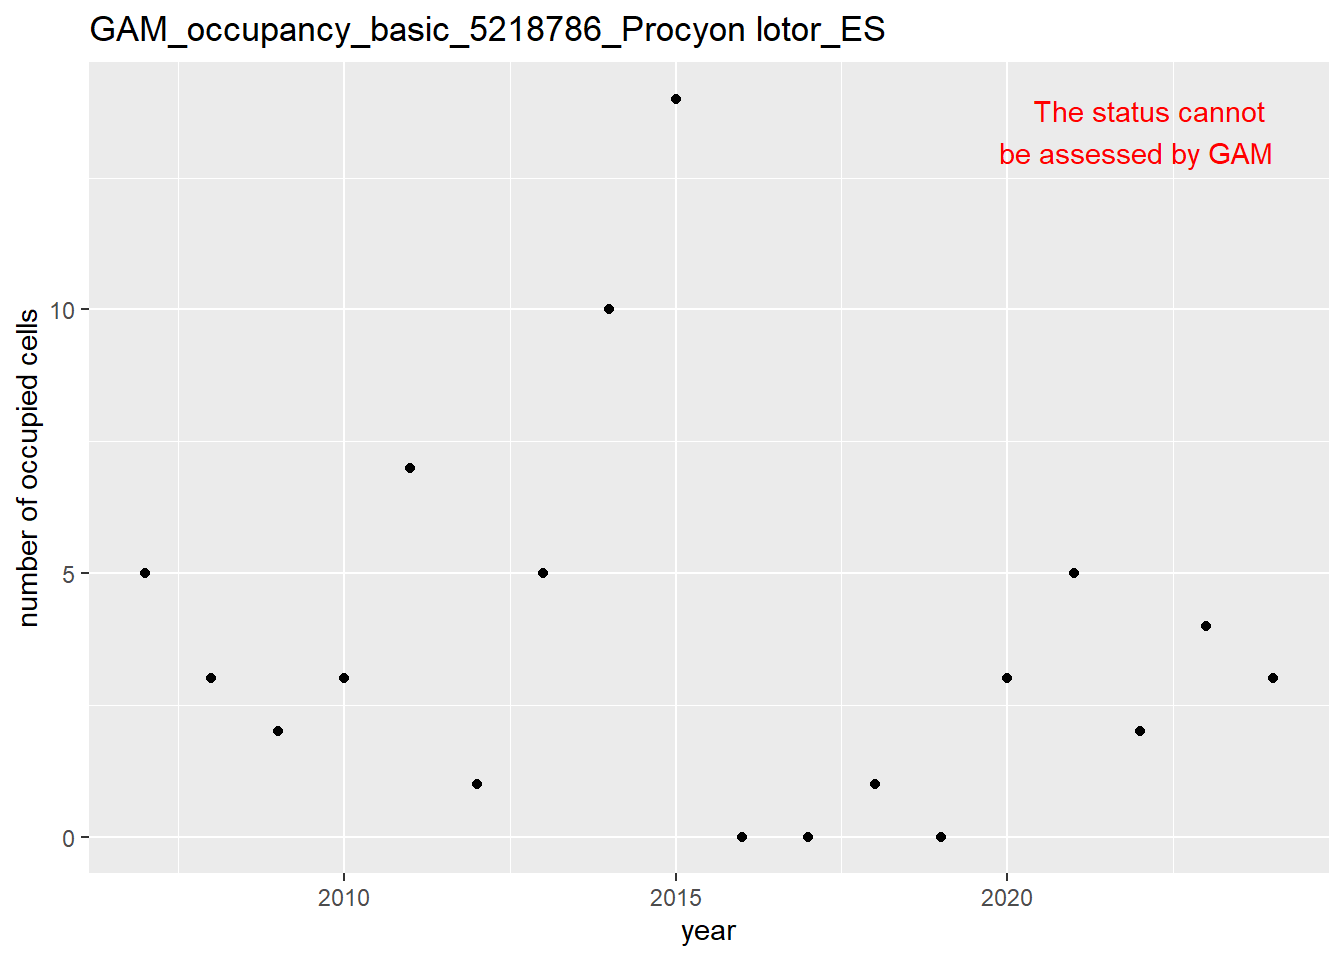 GAM_occupancy_basic_5218786_Procyon lotor_ES
The status cannot
be assessed by GAM
number of occupied cells
10
5
0
2010
2015
2020
year